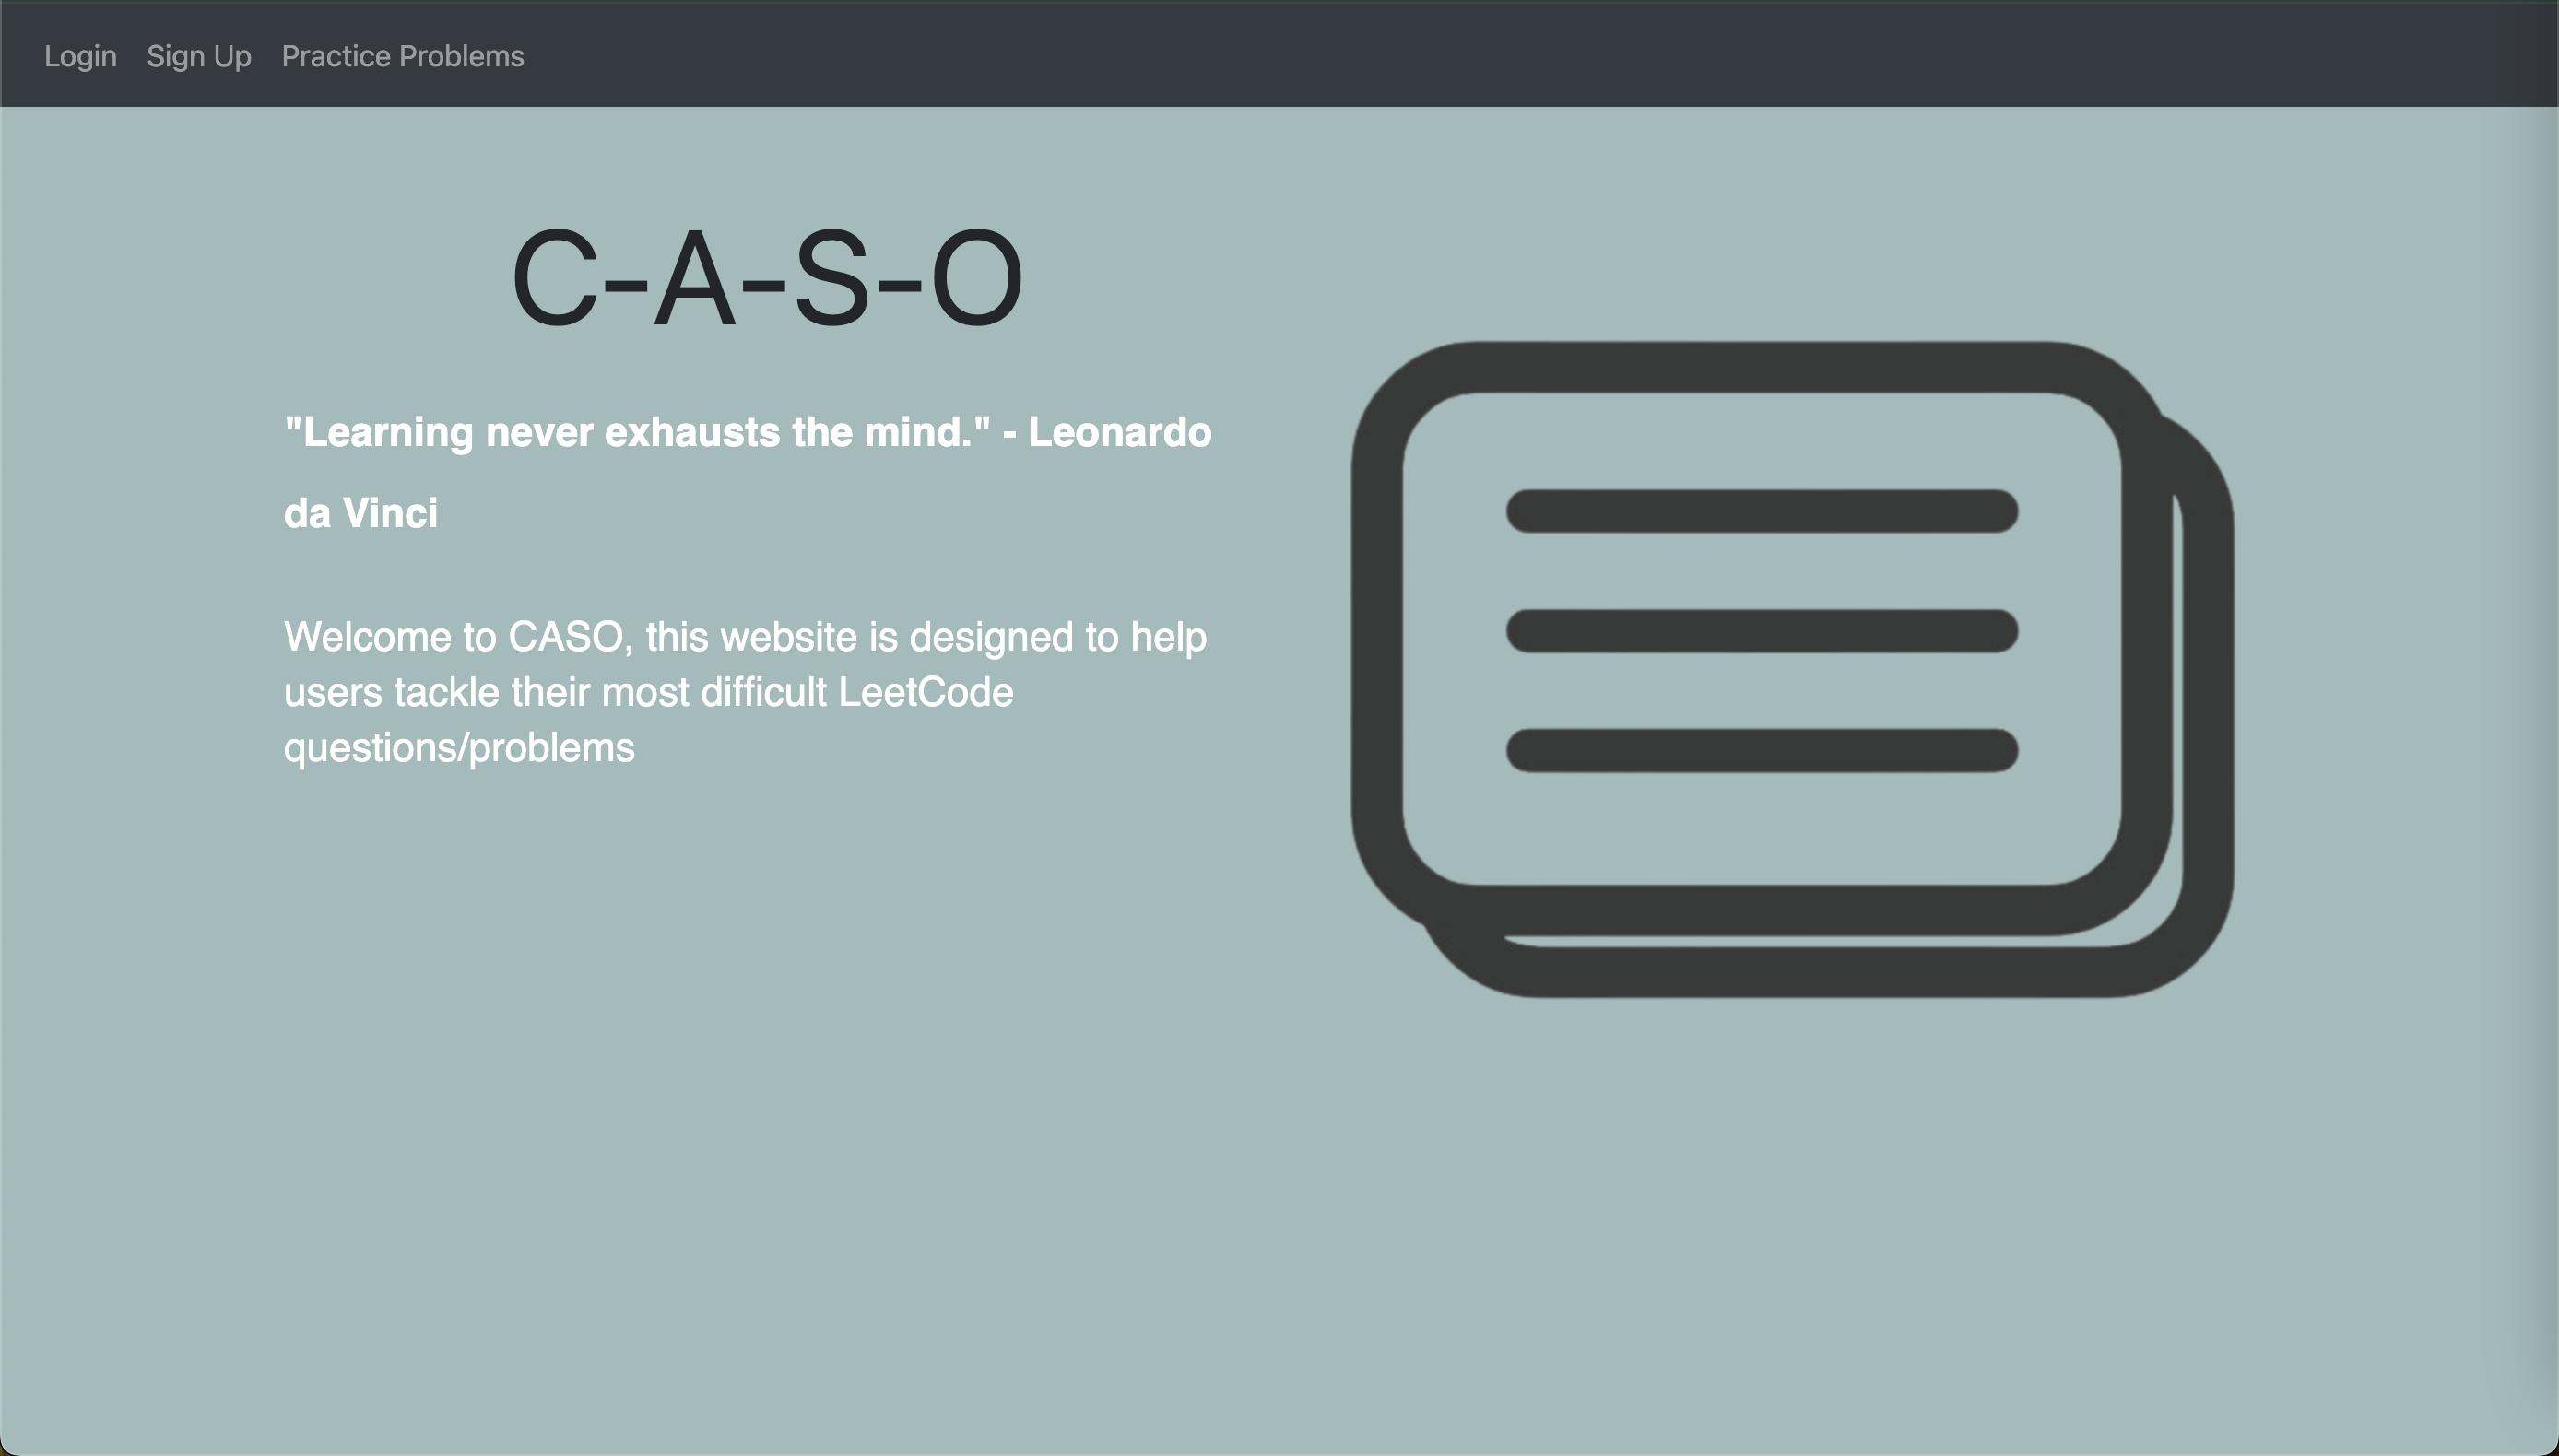 Login Sign Up Practice Problems
C-A-S-O
"Learning never exhausts the mind." - Leonardo
da Vinci
Welcome to CASO, this website is designed to help
users tackle their most difficult LeetCode
questions/problems